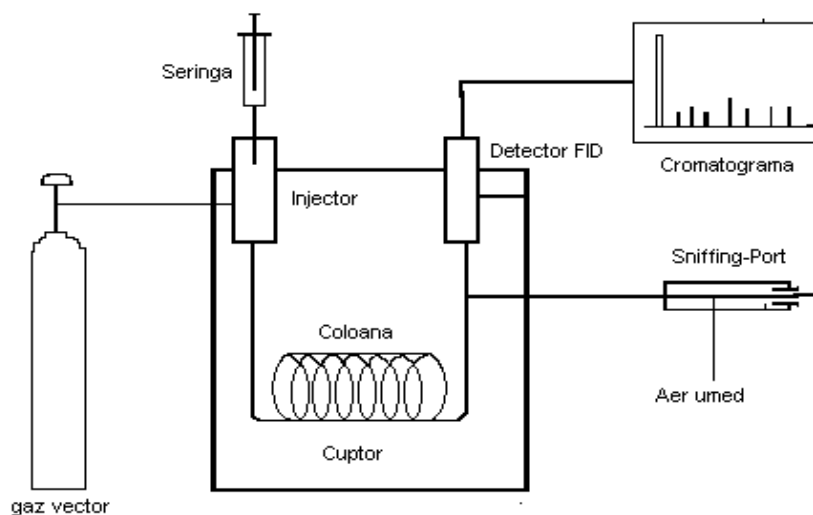 Seringa
Detector FID
Cromatograma
Injector
Sniffing-Port
Coloana
Aer umed
Cuptor
gaz vector